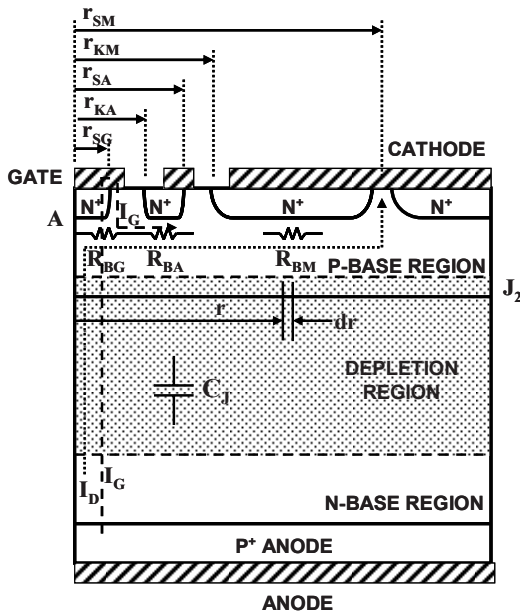 r_SM
r_KM
r_SA
r_KA
r_SG
CATHODE
GATE
N+ N+ N+ N+
A
I_G
R_BG R_BA R_BM
P-BASE REGION
J_2
r
dr
DEPLETION
REGION
C_J
I_D
I_G
N-BASE REGION
P+ ANODE
ANODE